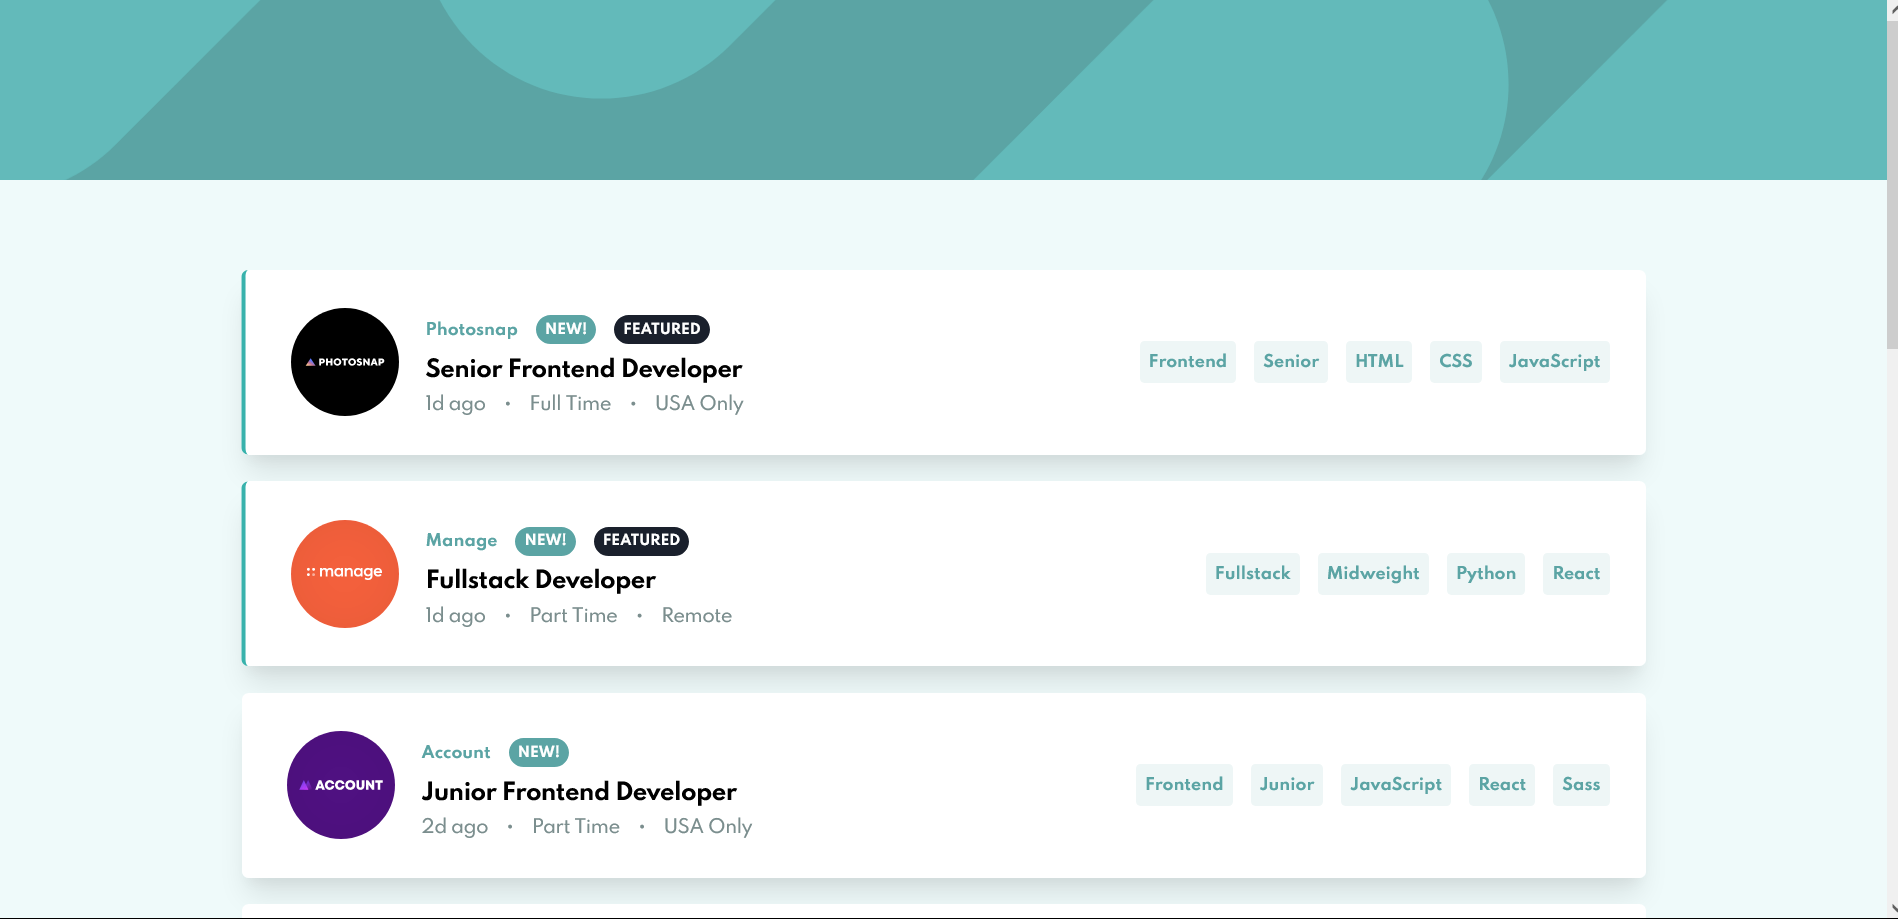 PHOTOSNAP
Photosnap NEW! FEATURED
Senior Frontend Developer
1d ago • Full Time • USA Only
Frontend Senior HTML CSS JavaScript
:: manage
Manage NEW! FEATURED
Fullstack Developer
1d ago • Part Time • Remote
Fullstack Midweight Python React
ACCOUNT
Account NEW!
Junior Frontend Developer
2d ago • Part Time • USA Only
Frontend Junior JavaScript React Sass